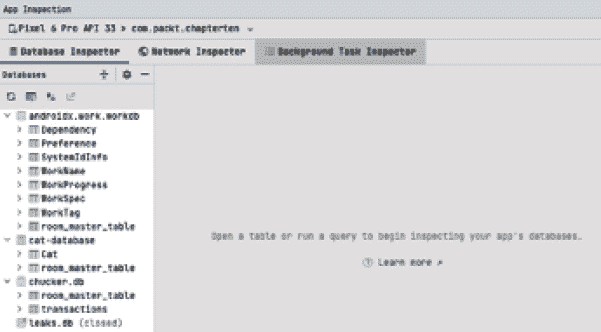 App Inspection
Pixel 6 Pro API 33 > com.packt.chapterten
Database Inspector Network Inspector Background Task Inspector
Databases
androidx.work.workdb
Dependency
Preference
SystemIdInfo
WorkName
WorkProgress
WorkSpec
WorkTag
room_master_table
cat-database
Cat
room_master_table
chucker.db
room_master_table
transactions
leaks.db (closed)
Open a table or run a query to begin inspecting your app's databases.
Learn more ↗